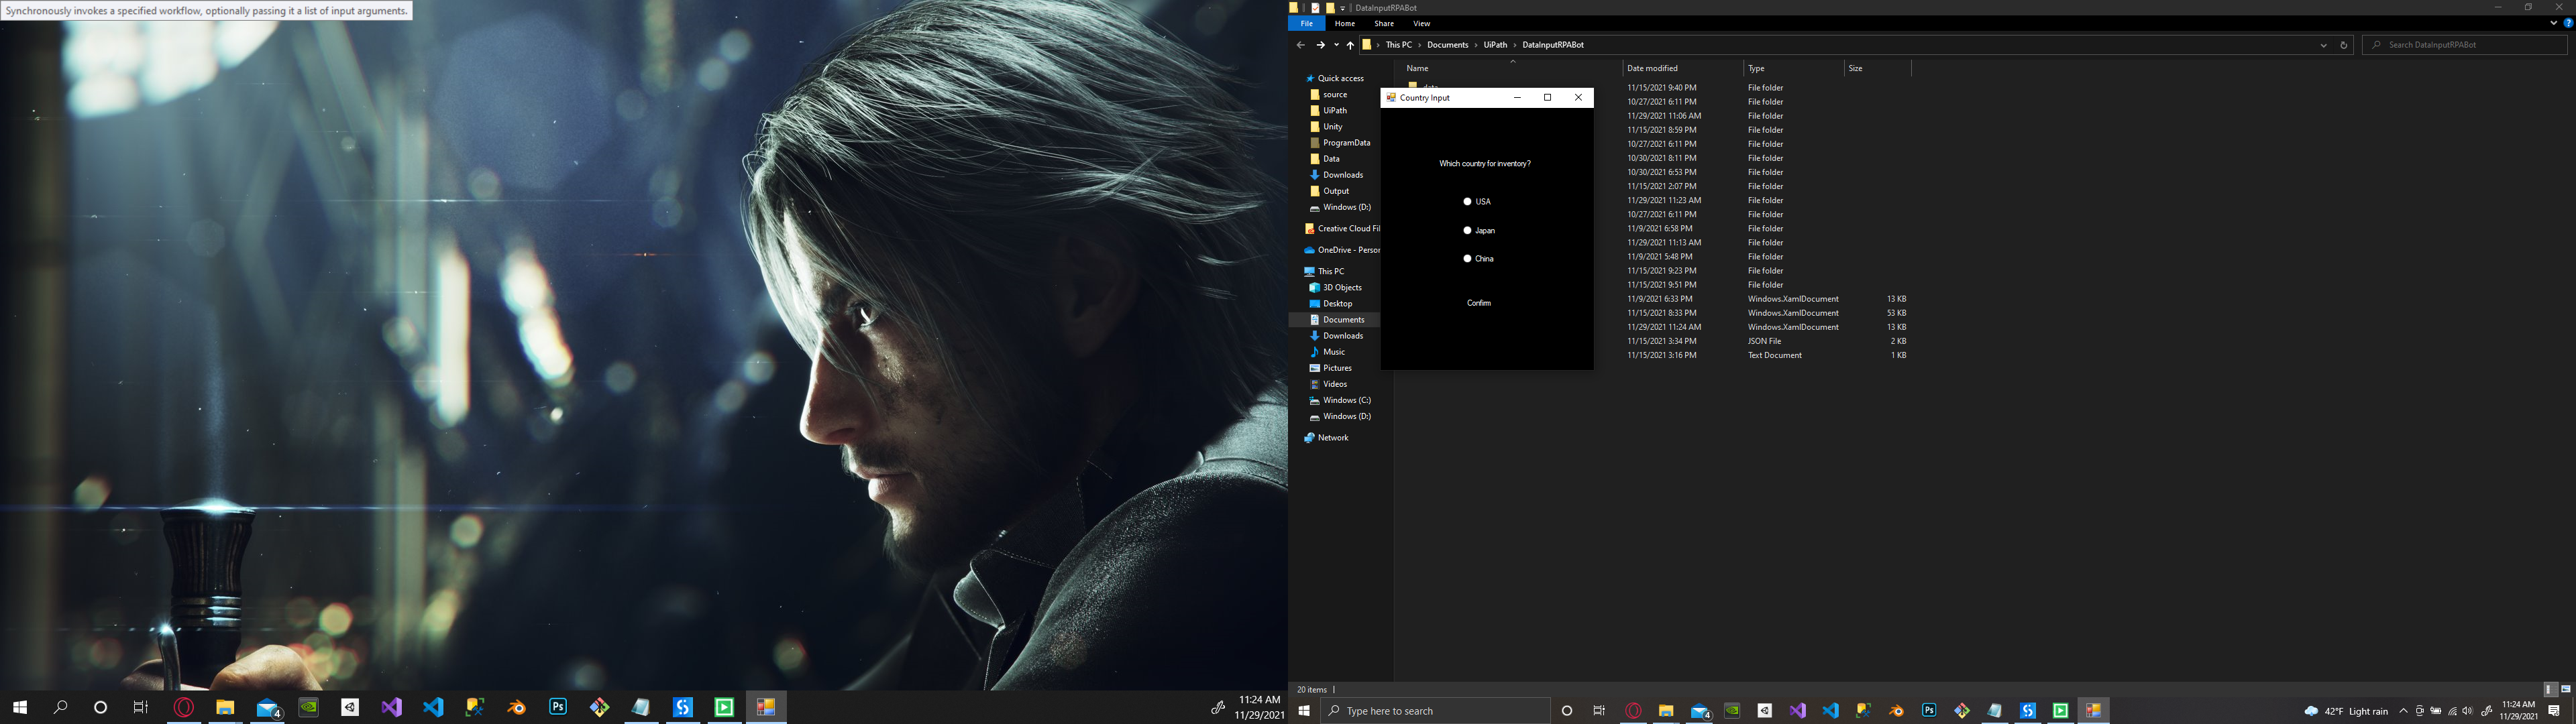 Synchronously invokes a specified workflow, optionally passing it a list of input arguments.
4
Ps
11:24 AM
11/29/2021
DataInputRPABot
File Home Share View
This PC > Documents > UiPath > DataInputRPABot
Search DataInputRPABot
Name Date modified Type Size
Quick access
source
UiPath
Unity
ProgramData
Data
Downloads
Output
Windows (D:)
Creative Cloud Fil
OneDrive - Person
This PC
3D Objects
Desktop
Documents
Downloads
Music
Pictures
Videos
Windows (C:)
Windows (D:)
Network
Country Input
Which country for inventory?
USA
Japan
China
Confirm
11/15/2021 9:40 PM File folder
10/27/2021 6:11 PM File folder
11/29/2021 11:06 AM File folder
11/15/2021 8:59 PM File folder
10/27/2021 6:11 PM File folder
10/30/2021 8:11 PM File folder
10/30/2021 6:53 PM File folder
11/15/2021 2:07 PM File folder
11/29/2021 11:23 AM File folder
10/27/2021 6:11 PM File folder
11/9/2021 6:58 PM File folder
11/29/2021 11:13 AM File folder
11/9/2021 5:48 PM File folder
11/15/2021 9:23 PM File folder
11/15/2021 9:51 PM File folder
11/9/2021 6:33 PM Windows.XamlDocument 13 KB
11/15/2021 8:33 PM Windows.XamlDocument 53 KB
11/29/2021 11:24 AM Windows.XamlDocument 13 KB
11/15/2021 3:34 PM JSON File 2 KB
11/15/2021 3:16 PM Text Document 1 KB
20 items
Type here to search
4
Ps
42°F Light rain
11:24 AM
11/29/2021